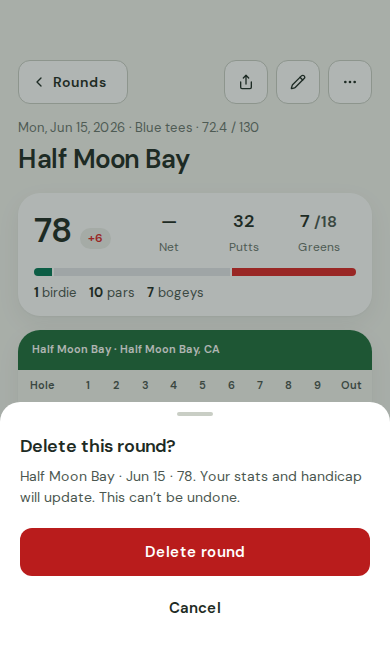 Rounds
Mon, Jun 15, 2026 · Blue tees · 72.4 / 130
Half Moon Bay
78 +6 — 32 7 /18
Net Putts Greens
1 birdie 10 pars 7 bogeys
Half Moon Bay · Half Moon Bay, CA
Hole 1 2 3 4 5 6 7 8 9 Out
Delete this round?
Half Moon Bay · Jun 15 · 78. Your stats and handicap
will update. This can’t be undone.
Delete round
Cancel